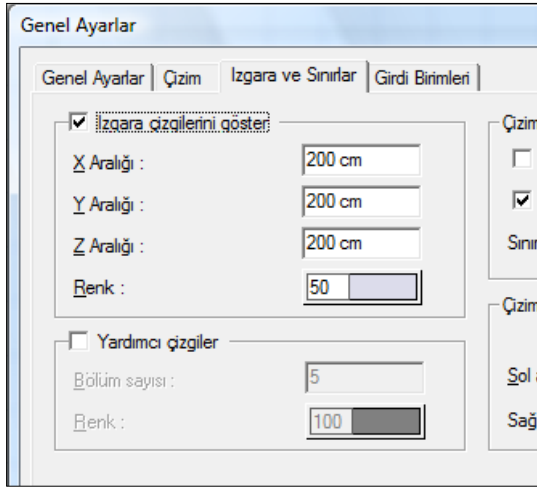 Genel Ayarlar
Genel Ayarlar Çizim Izgara ve Sınırlar Girdi Birimleri
Izgara çizgilerini göster
X Aralığı : 200 cm
Y Aralığı : 200 cm
Z Aralığı : 200 cm
Renk : 50
Yardımcı çizgiler
Bölüm sayısı : 5
Renk : 100
Çizim
Sınır
Çizim
Sol
Sağ